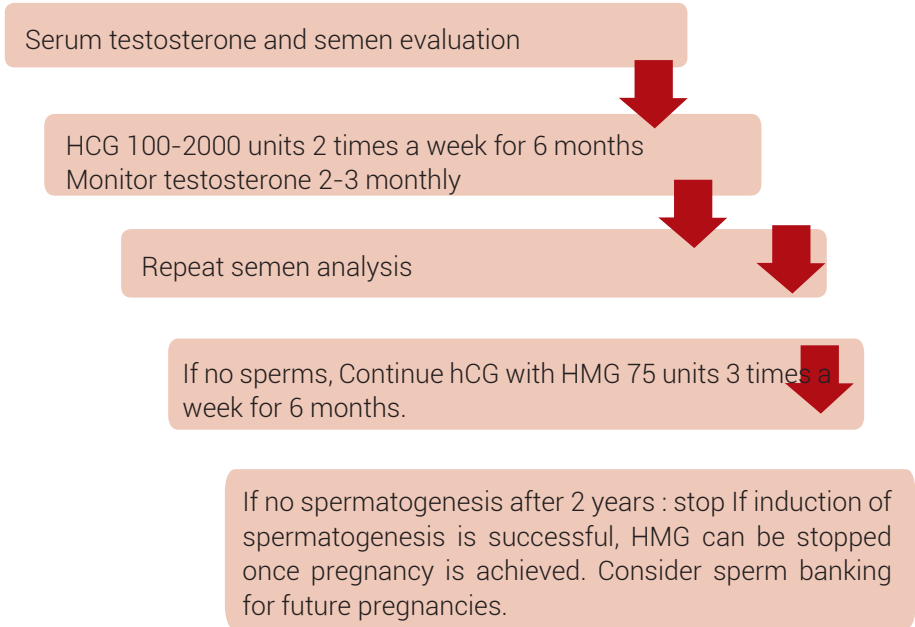 Serum testosterone and semen evaluation
HCG 100-2000 units 2 times a week for 6 months
Monitor testosterone 2-3 monthly
Repeat semen analysis
If no sperms, Continue hCG with HMG 75 units 3 times a
week for 6 months.
If no spermatogenesis after 2 years : stop If induction of
spermatogenesis is successful, HMG can be stopped
once pregnancy is achieved. Consider sperm banking
for future pregnancies.